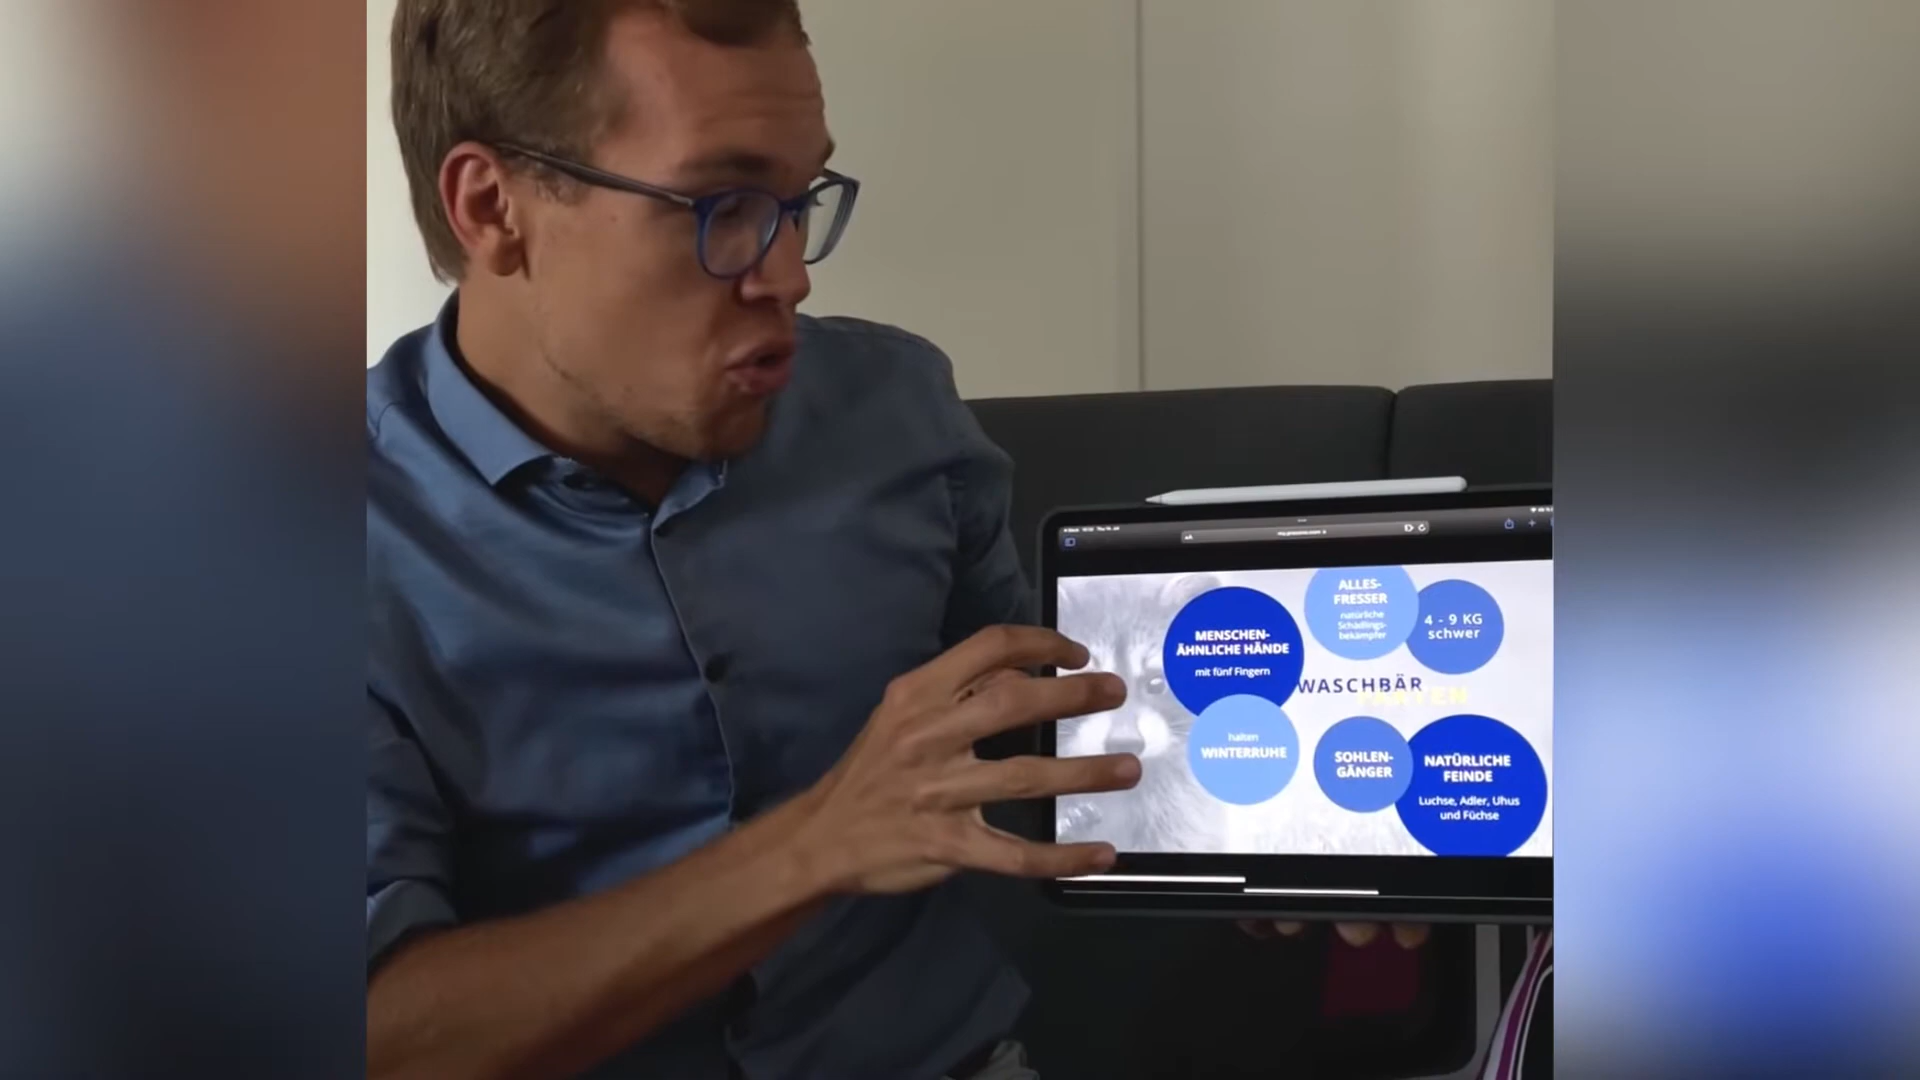 ALLES-
FRESSER
natürliche
Schädlings-
bekämpfer
4 - 9 KG
schwer
MENSCHEN-
ÄHNLICHE HÄNDE
mit fünf Fingern
WASCHBÄR
halten
WINTERRUHE
SOHLEN-
GÄNGER
NATÜRLICHE
FEINDE
Luchse, Adler, Uhus
und Füchse